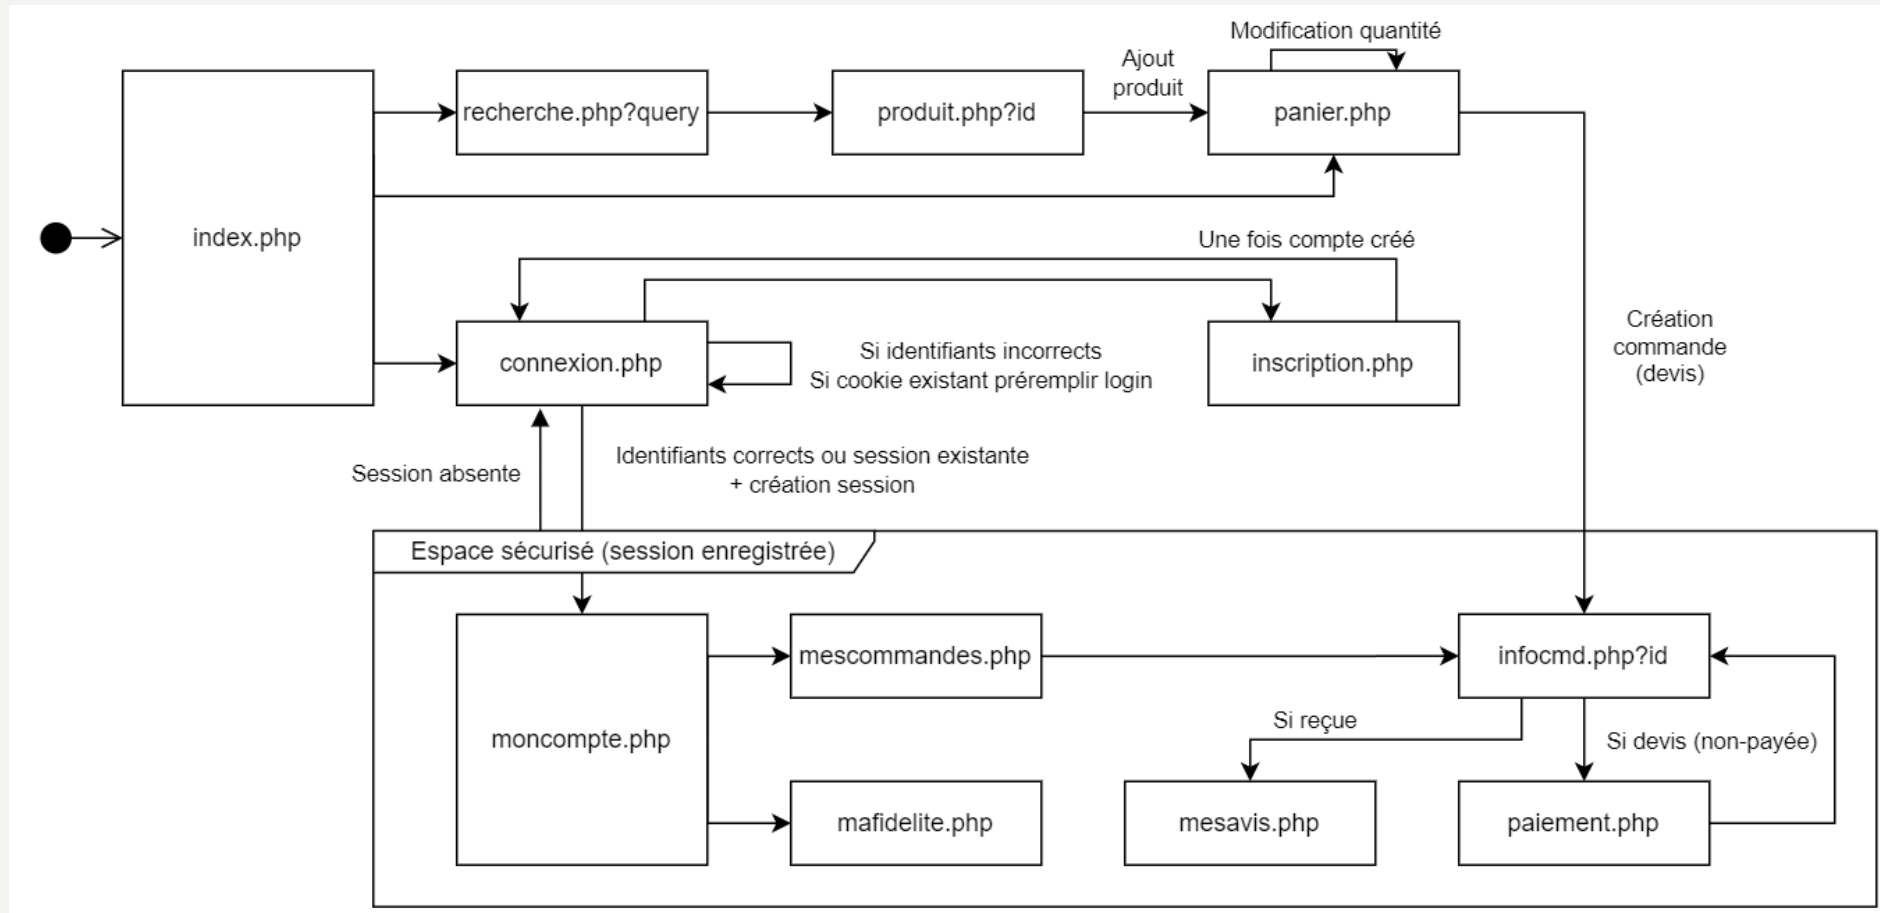 Modification quantité
Ajout
produit
recherche.php?query
produit.php?id
panier.php
index.php
Une fois compte créé
connexion.php
Si identifiants incorrects
Si cookie existant préremplir login
inscription.php
Création
commande
(devis)
Session absente
Identifiants corrects ou session existante
+ création session
Espace sécurisé (session enregistrée)
mescommandes.php
infocmd.php?id
moncompte.php
Si reçue
Si devis (non-payée)
mafidelite.php
mesavis.php
paiement.php